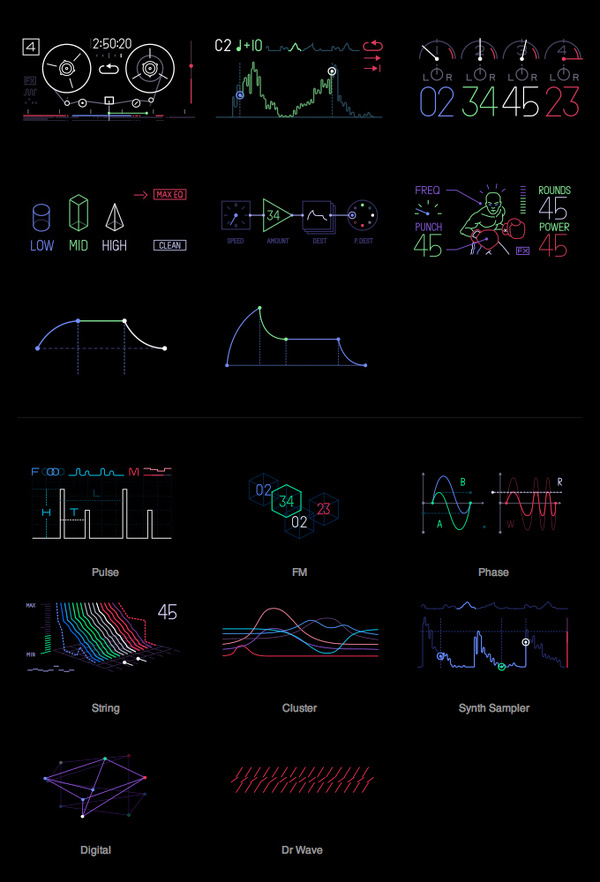 4
2:50:20
FX
C2 +10
2 3 4
L R L R L R L R
02 34 45 23
MAX EQ
LOW MID HIGH
CLEAN
34
SPEED AMOUNT DEST P.DEST
FREQ
PUNCH
45
ROUNDS
45
POWER
45
FX
F M
L
H
T
Pulse
02
34
23
02
FM
B
A
R
W
Phase
MAX
MIN
45
String
Cluster
Synth Sampler
Digital
Dr Wave